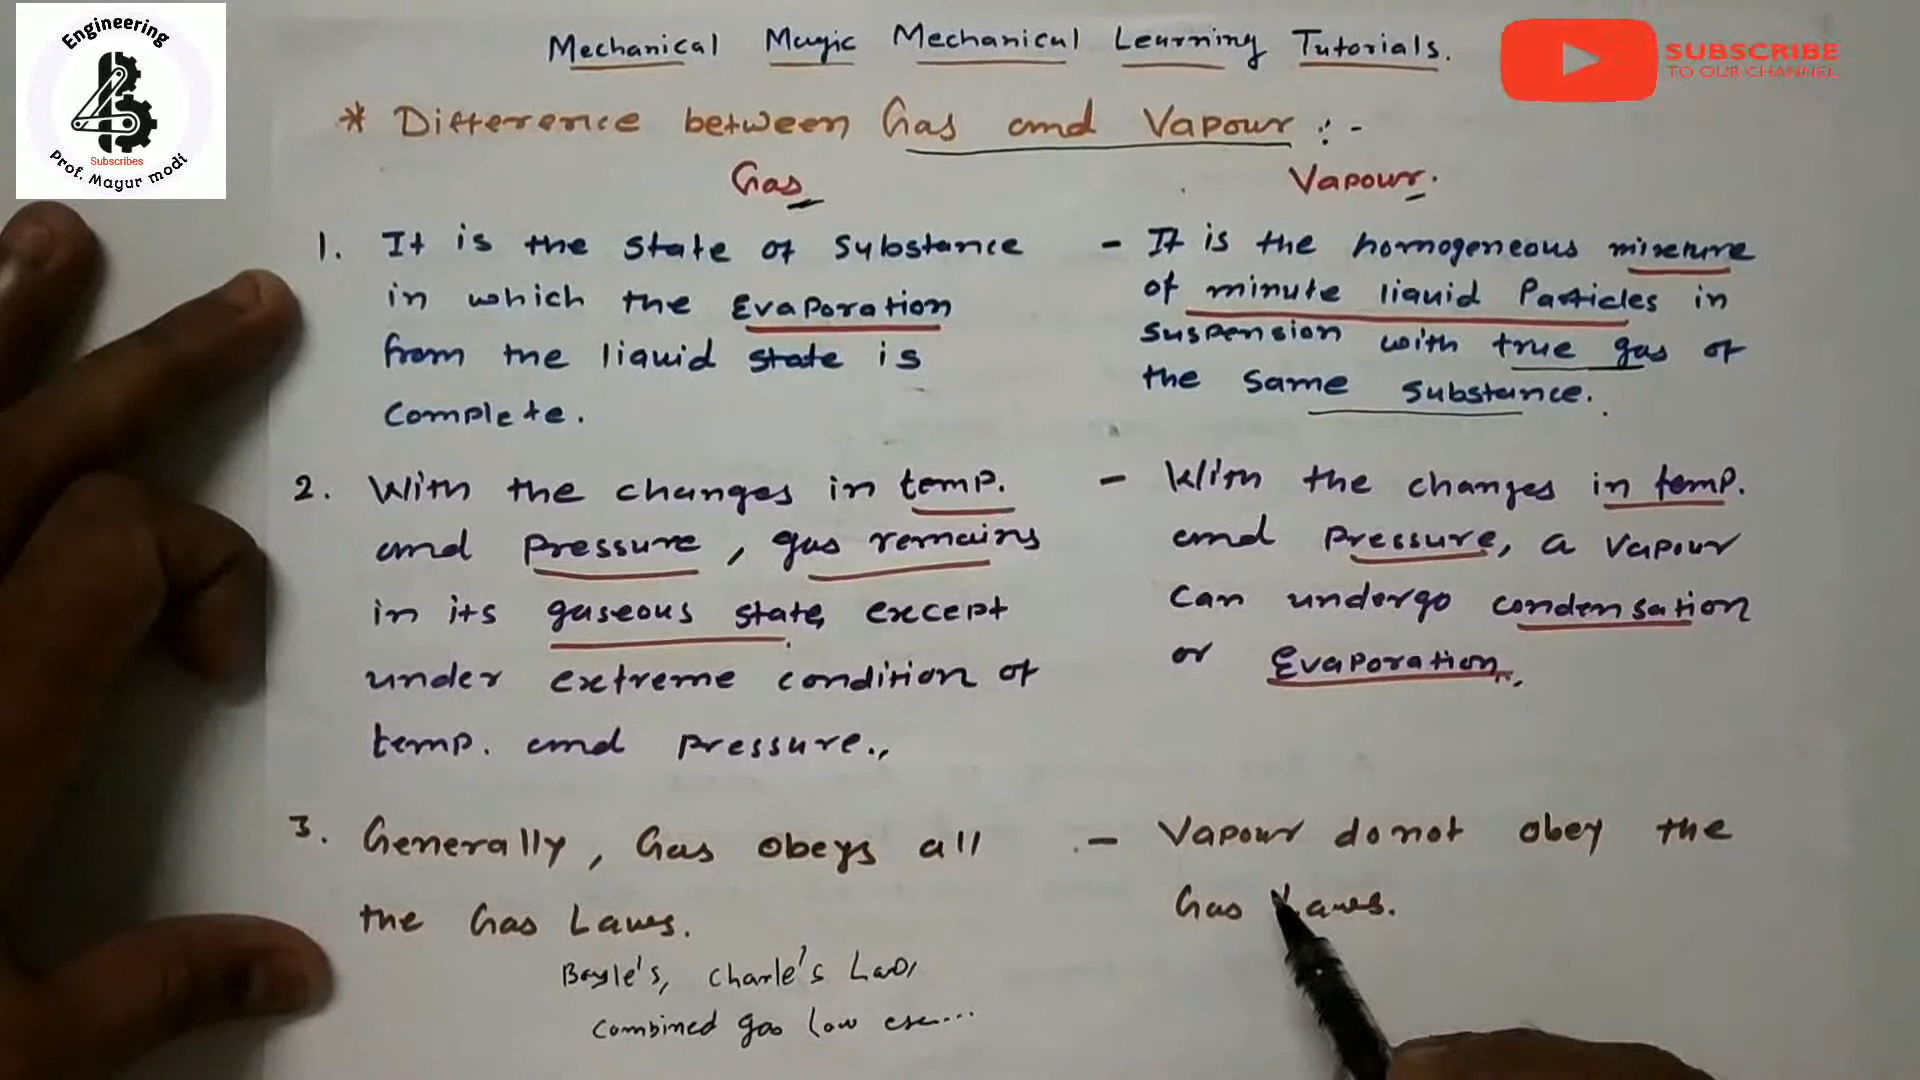 Engineering
Subscribes
Prof. Mayur modi
SUBSCRIBE
TO OUR CHANNEL
Mechanical Magic Mechanical Learning Tutorials.
* Difference between Gas and Vapour :-
Gas
1. It is the state of substance
in which the Evaporation
from the liquid state is
complete.
2. With the changes in temp.
and pressure, gas remains
in its gaseous state, except
under extreme condition of
temp. and pressure.,
3. Generally, Gas obeys all
the Gas Laws.
Boyle's, Charle's Law,
combined gas law
Vapour.
- It is the homogeneous mixture
of minute liquid Particles in
suspension with true gas of
the same substance.
- With the changes in temp.
and pressure, a vapour
can undergo condensation
or Evaporation.
- Vapour do not obey the
Gas Laws.